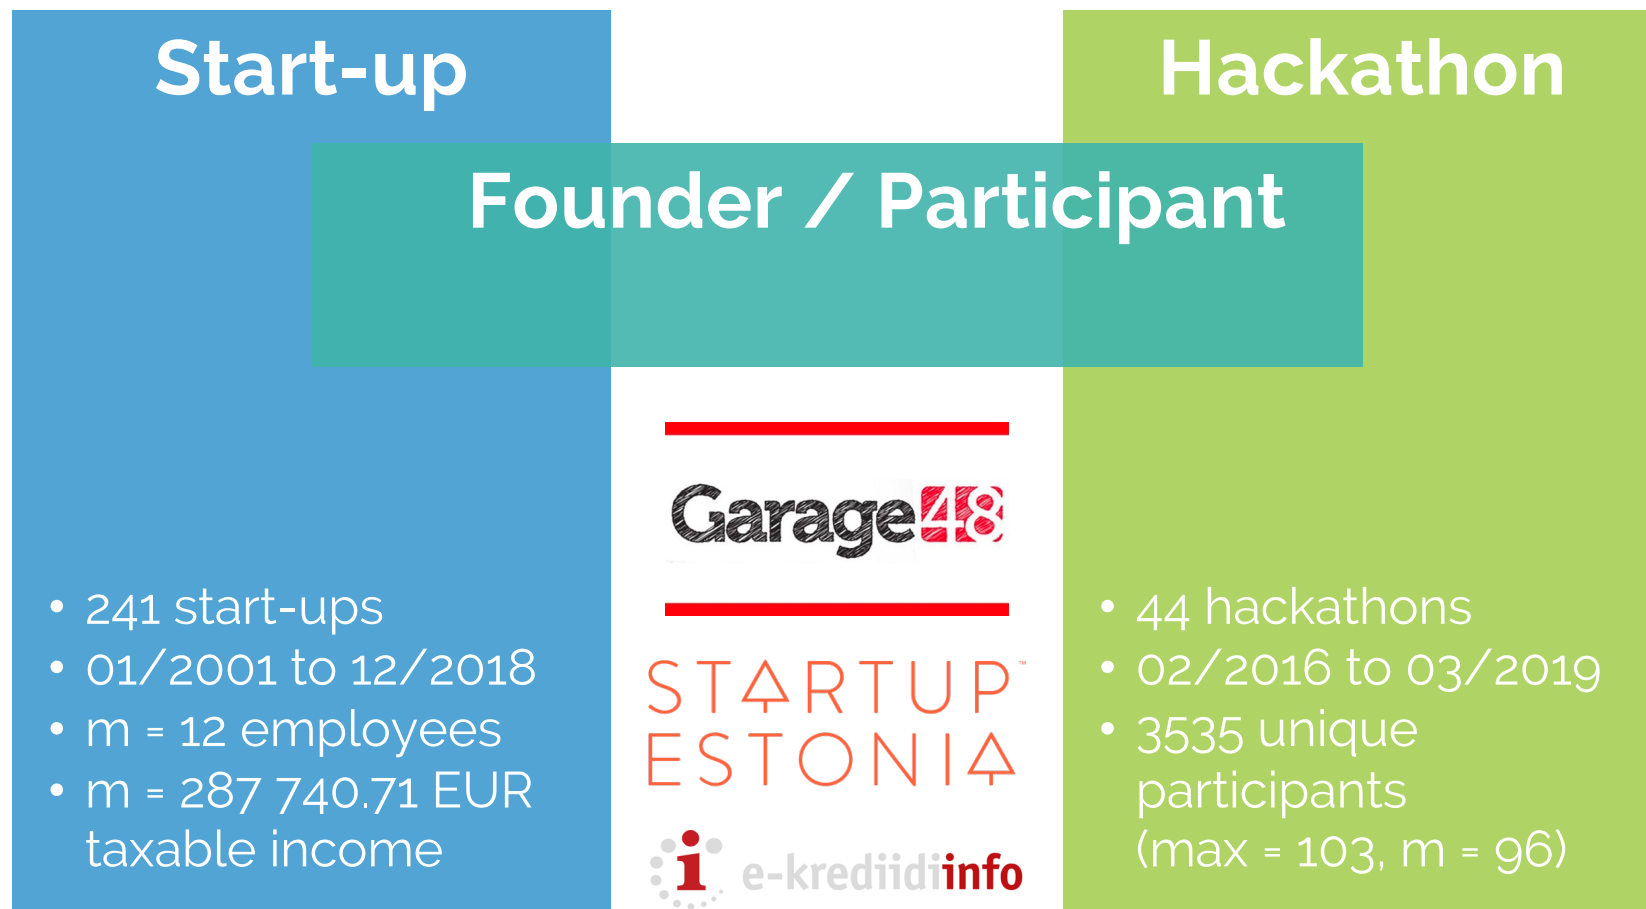 Start-up
Hackathon
Founder / Participant
• 241 start-ups
• 01/2001 to 12/2018
• m = 12 employees
• m = 287 740.71 EUR
taxable income
Garage48
STARTUP™
ESTONIA
i e-krediidiinfo
• 44 hackathons
• 02/2016 to 03/2019
• 3535 unique
participants
(max = 103, m = 96)